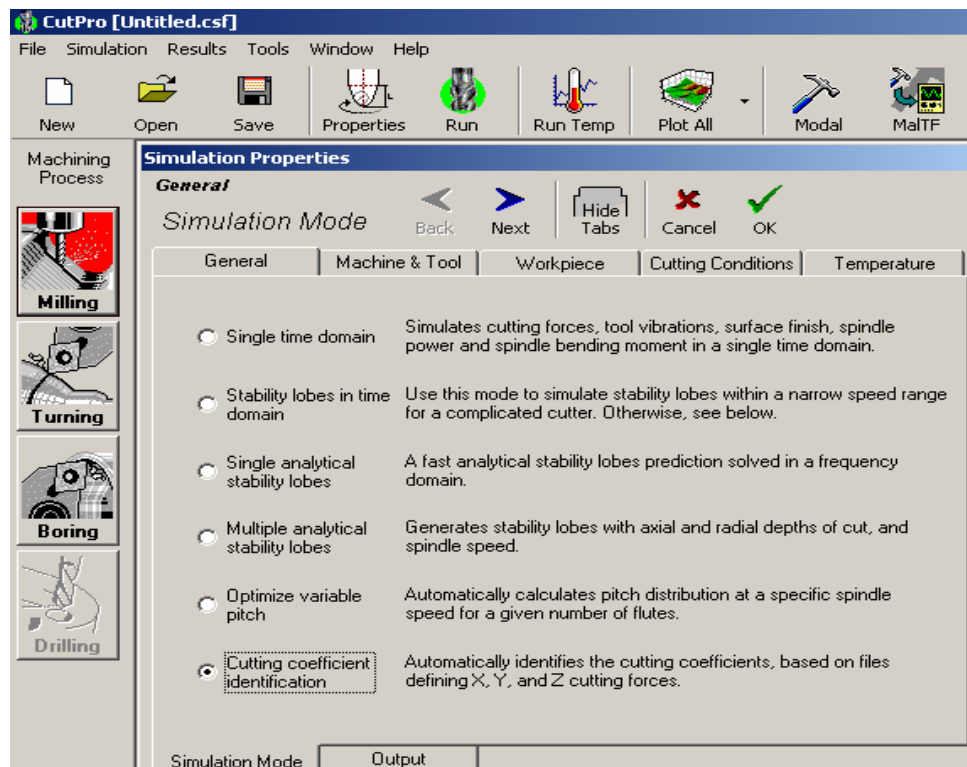 CutPro [Untitled.csf]
File Simulation Results Tools Window Help
New Open Save Properties Run Run Temp Plot All Modal MalTF
Machining
Process
Milling
Turning
Boring
Drilling
Simulation Properties
General
Simulation Mode
Back Next Hide
Tabs Cancel OK
General Machine & Tool Workpiece Cutting Conditions Temperature
Single time domain
Simulates cutting forces, tool vibrations, surface finish, spindle
power and spindle bending moment in a single time domain.
Stability lobes in time
domain
Use this mode to simulate stability lobes within a narrow speed range
for a complicated cutter. Otherwise, see below.
Single analytical
stability lobes
A fast analytical stability lobes prediction solved in a frequency
domain.
Multiple analytical
stability lobes
Generates stability lobes with axial and radial depths of cut, and
spindle speed.
Optimize variable
pitch
Automatically calculates pitch distribution at a specific spindle
speed for a given number of flutes.
Cutting coefficient
identification
Automatically identifies the cutting coefficients, based on files
defining X, Y, and Z cutting forces.
Simulation Mode Output